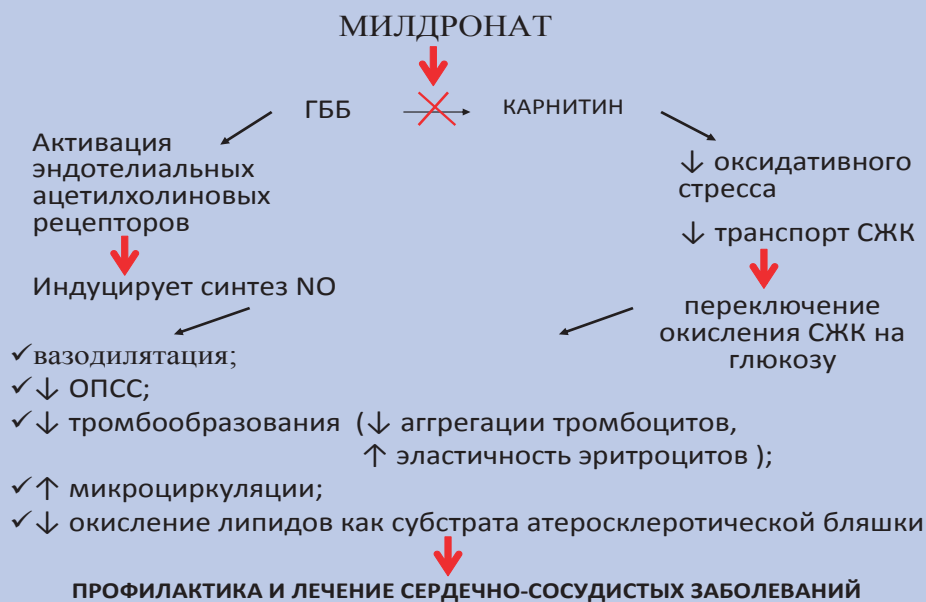 МИЛДРОНАТ
ГББ
КАРНИТИН
Активация
эндотелиальных
ацетилхолиновых
рецепторов
Индуцирует синтез NO
↓ оксидативного
стресса
↓ транспорт СЖК
переключение
окисления СЖК на
глюкозу
✓вазодилятация;
✓↓ ОПСС;
✓↓ тромбообразования (↓ аггрегации тромбоцитов,
↑ эластичность эритроцитов );
✓↑ микроциркуляции;
✓↓ окисление липидов как субстрата атеросклеротической бляшки
ПРОФИЛАКТИКА И ЛЕЧЕНИЕ СЕРДЕЧНО-СОСУДИСТЫХ ЗАБОЛЕВАНИЙ